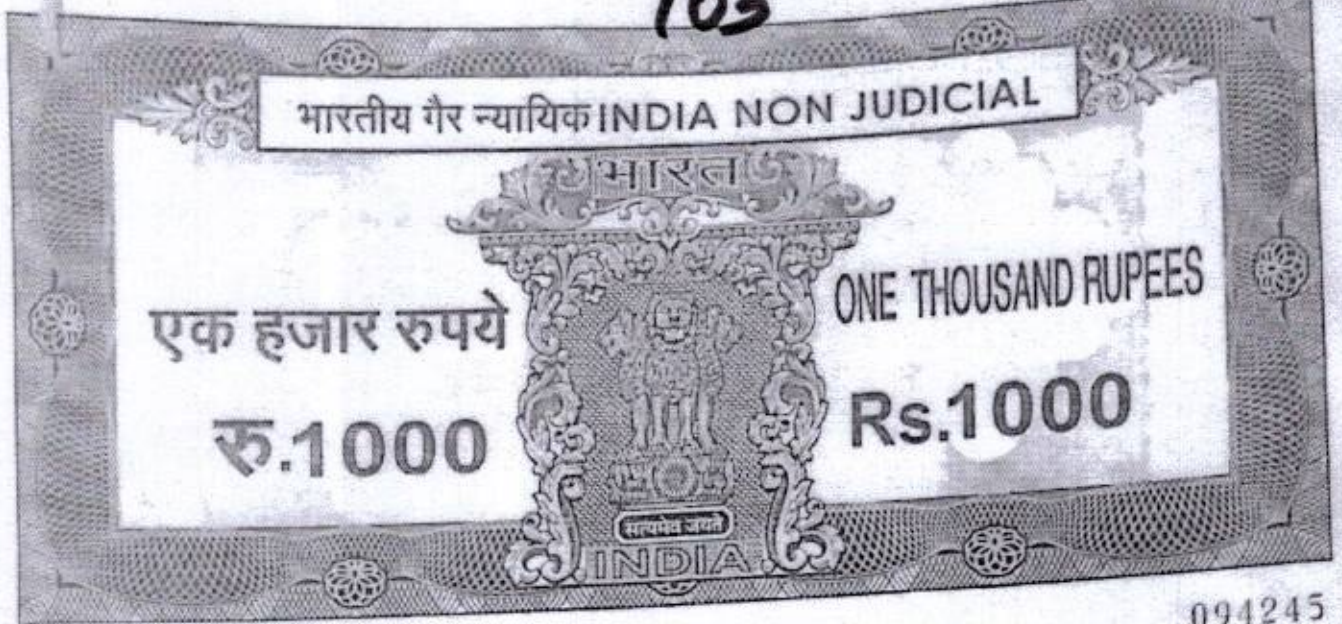 103
भारतीय गैर न्यायिक INDIA NON JUDICIAL
भारत
एक हजार रुपये
ONE THOUSAND RUPEES
रु.1000
Rs.1000
सत्यमेव जयते
INDIA
094245